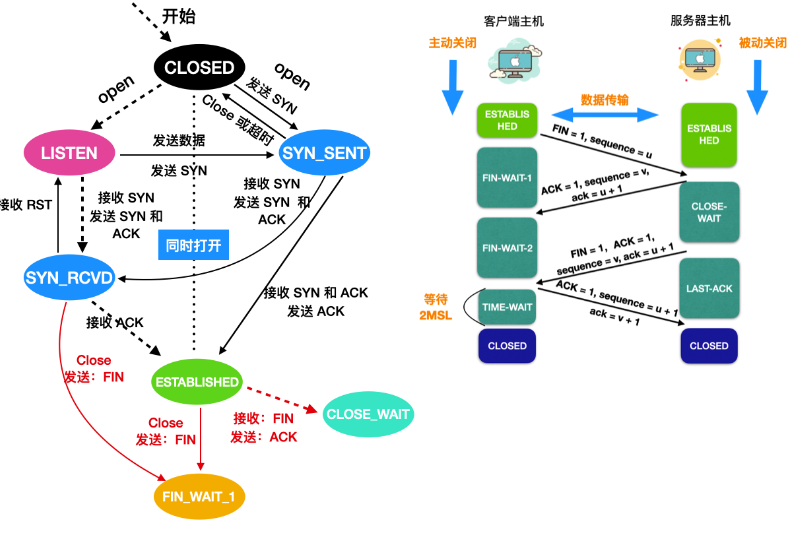 开始
CLOSED
open
open
发送 SYN
Close 或超时
LISTEN
发送数据
发送 SYN
SYN_SENT
接收 RST
接收 SYN
发送 SYN 和
ACK
接收 SYN
发送 SYN 和
ACK
同时打开
SYN_RCVD
接收 SYN 和 ACK
发送 ACK
接收 ACK
Close
发送：FIN
ESTABLISHED
Close
发送：FIN
接收：FIN
发送：ACK
CLOSE_WAIT
FIN_WAIT_1
客户端主机
服务器主机
主动关闭
被动关闭
数据传输
ESTABLIS
HED
ESTABLIS
HED
FIN = 1, sequence = u
FIN-WAIT-1
ACK = 1, sequence = v,
ack = u + 1
CLOSE-
WAIT
FIN-WAIT-2
FIN = 1, ACK = 1,
sequence = v, ack = u + 1
LAST-ACK
等待
2MSL
TIME-WAIT
ACK = 1, sequence = u + 1
ack = v + 1
CLOSED
CLOSED